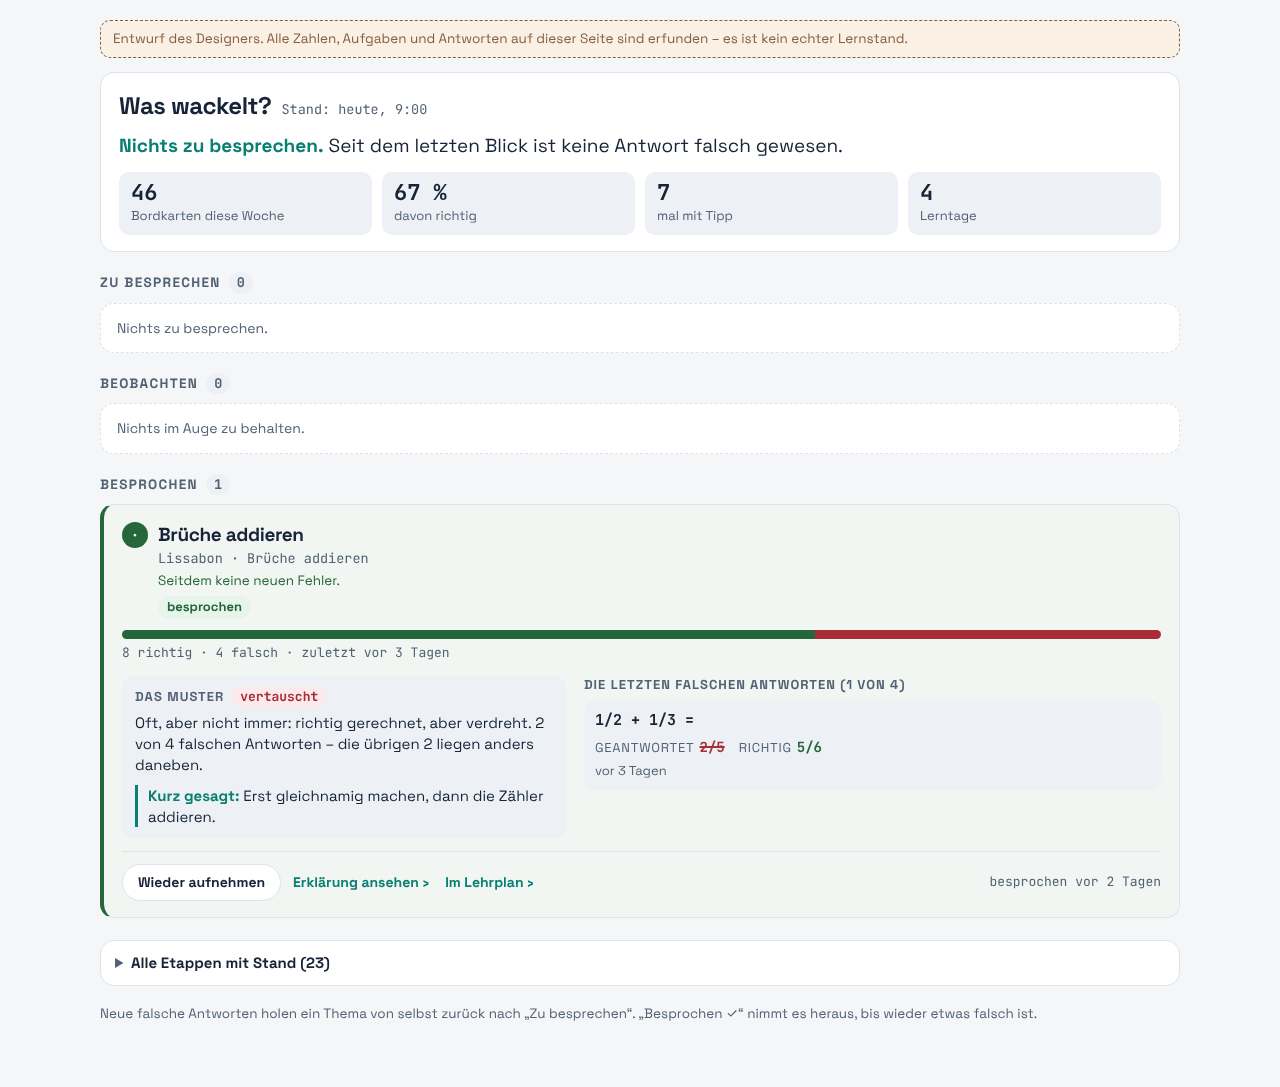 Entwurf des Designers. Alle Zahlen, Aufgaben und Antworten auf dieser Seite sind erfunden – es ist kein echter Lernstand.
Was wackelt? Stand: heute, 9:00
Nichts zu besprechen. Seit dem letzten Blick ist keine Antwort falsch gewesen.
46
Bordkarten diese Woche
67 %
davon richtig
7
mal mit Tipp
4
Lerntage
ZU BESPRECHEN 0
Nichts zu besprechen.
BEOBACHTEN 0
Nichts im Auge zu behalten.
BESPROCHEN 1
Brüche addieren
Lissabon · Brüche addieren
Seitdem keine neuen Fehler.
besprochen
8 richtig · 4 falsch · zuletzt vor 3 Tagen
DAS MUSTER vertauscht
Oft, aber nicht immer: richtig gerechnet, aber verdreht. 2
von 4 falschen Antworten – die übrigen 2 liegen anders
daneben.
Kurz gesagt: Erst gleichnamig machen, dann die Zähler
addieren.
DIE LETZTEN FALSCHEN ANTWORTEN (1 VON 4)
1/2 + 1/3 =
GEANTWORTET 2/5 RICHTIG 5/6
vor 3 Tagen
Wieder aufnehmen Erklärung ansehen › Im Lehrplan › besprochen vor 2 Tagen
▶ Alle Etappen mit Stand (23)
Neue falsche Antworten holen ein Thema von selbst zurück nach „Zu besprechen“. „Besprochen ✓“ nimmt es heraus, bis wieder etwas falsch ist.